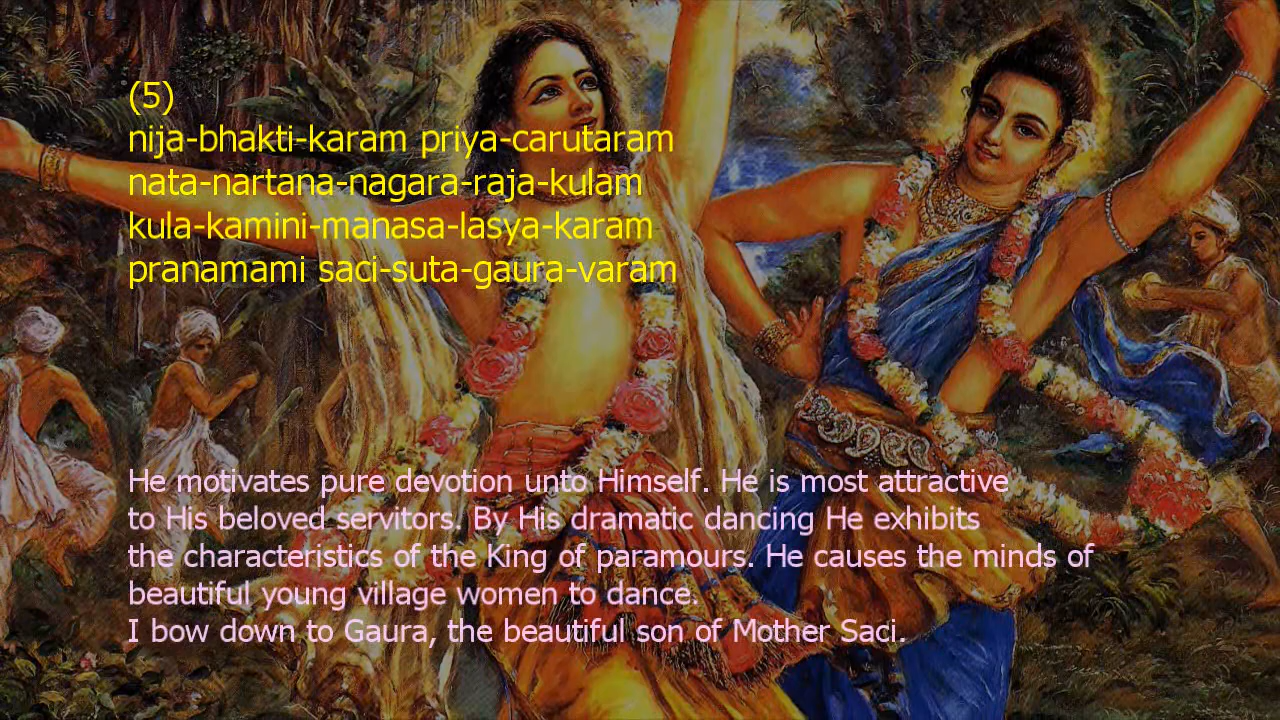 (5)
nija-bhakti-karam priya-carutaram
nata-nartana-nagara-raja-kulam
kula-kamini-manasa-lasya-karam
pranamami saci-suta-gaura-varam
He motivates pure devotion unto Himself. He is most attractive
to His beloved servitors. By His dramatic dancing He exhibits
the characteristics of the King of paramours. He causes the minds of
beautiful young village women to dance.
I bow down to Gaura, the beautiful son of Mother Saci.